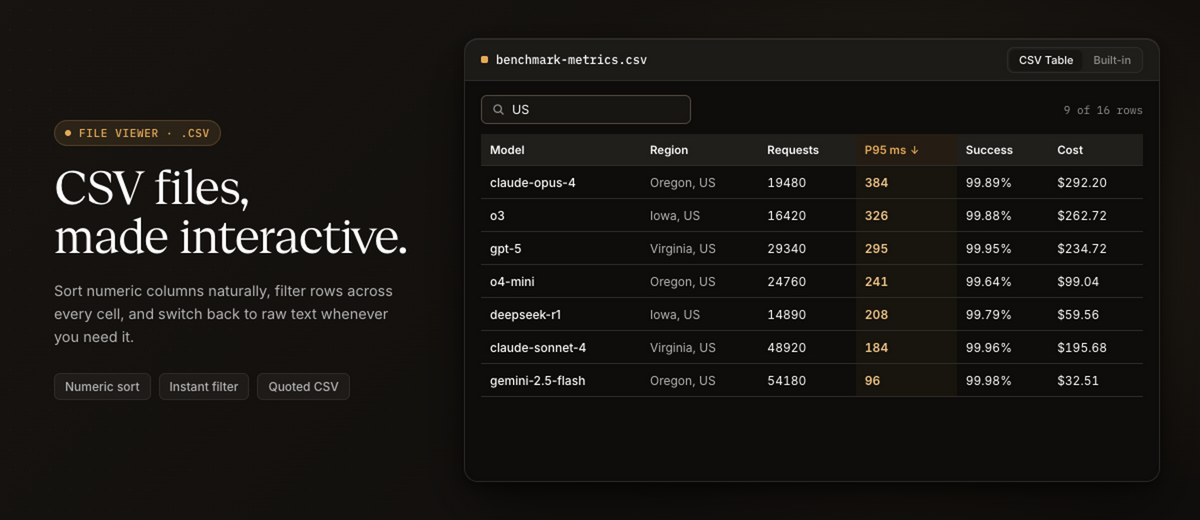 FILE VIEWER · .CSV
CSV files,
made interactive.
Sort numeric columns naturally, filter rows across
every cell, and switch back to raw text whenever
you need it.
Numeric sort Instant filter Quoted CSV
benchmark-metrics.csv CSV Table Built-in
US 9 of 16 rows
Model Region Requests P95 ms ↓ Success Cost
claude-opus-4 Oregon, US 19480 384 99.89% $292.20
o3 Iowa, US 16420 326 99.88% $262.72
gpt-5 Virginia, US 29340 295 99.95% $234.72
o4-mini Oregon, US 24760 241 99.64% $99.04
deepseek-r1 Iowa, US 14890 208 99.79% $59.56
claude-sonnet-4 Virginia, US 48920 184 99.96% $195.68
gemini-2.5-flash Oregon, US 54180 96 99.98% $32.51